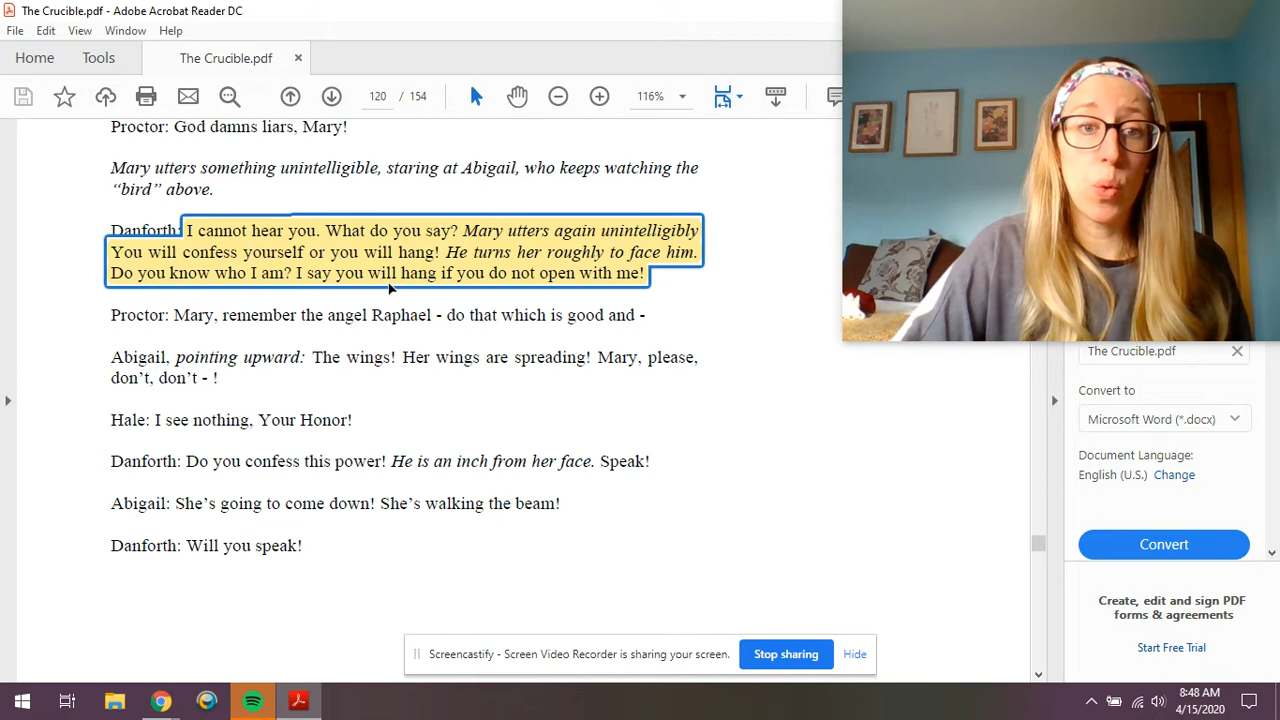 The Crucible.pdf - Adobe Acrobat Reader DC
File Edit View Window Help
Home Tools The Crucible.pdf ×
120 / 154 116%
Proctor: God damns liars, Mary!
Mary utters something unintelligible, staring at Abigail, who keeps watching the
“bird” above.
Danforth: I cannot hear you. What do you say? Mary utters again unintelligibly
You will confess yourself or you will hang! He turns her roughly to face him.
Do you know who I am? I say you will hang if you do not open with me!
Proctor: Mary, remember the angel Raphael - do that which is good and -
Abigail, pointing upward: The wings! Her wings are spreading! Mary, please,
don’t, don’t - !
Hale: I see nothing, Your Honor!
Danforth: Do you confess this power! He is an inch from her face. Speak!
Abigail: She’s going to come down! She’s walking the beam!
Danforth: Will you speak!
The Crucible.pdf
Convert to
Microsoft Word (*.docx)
Document Language:
English (U.S.) Change
Convert
Create, edit and sign PDF
forms & agreements
Start Free Trial
Screencastify - Screen Video Recorder is sharing your screen. Stop sharing Hide
8:48 AM
4/15/2020